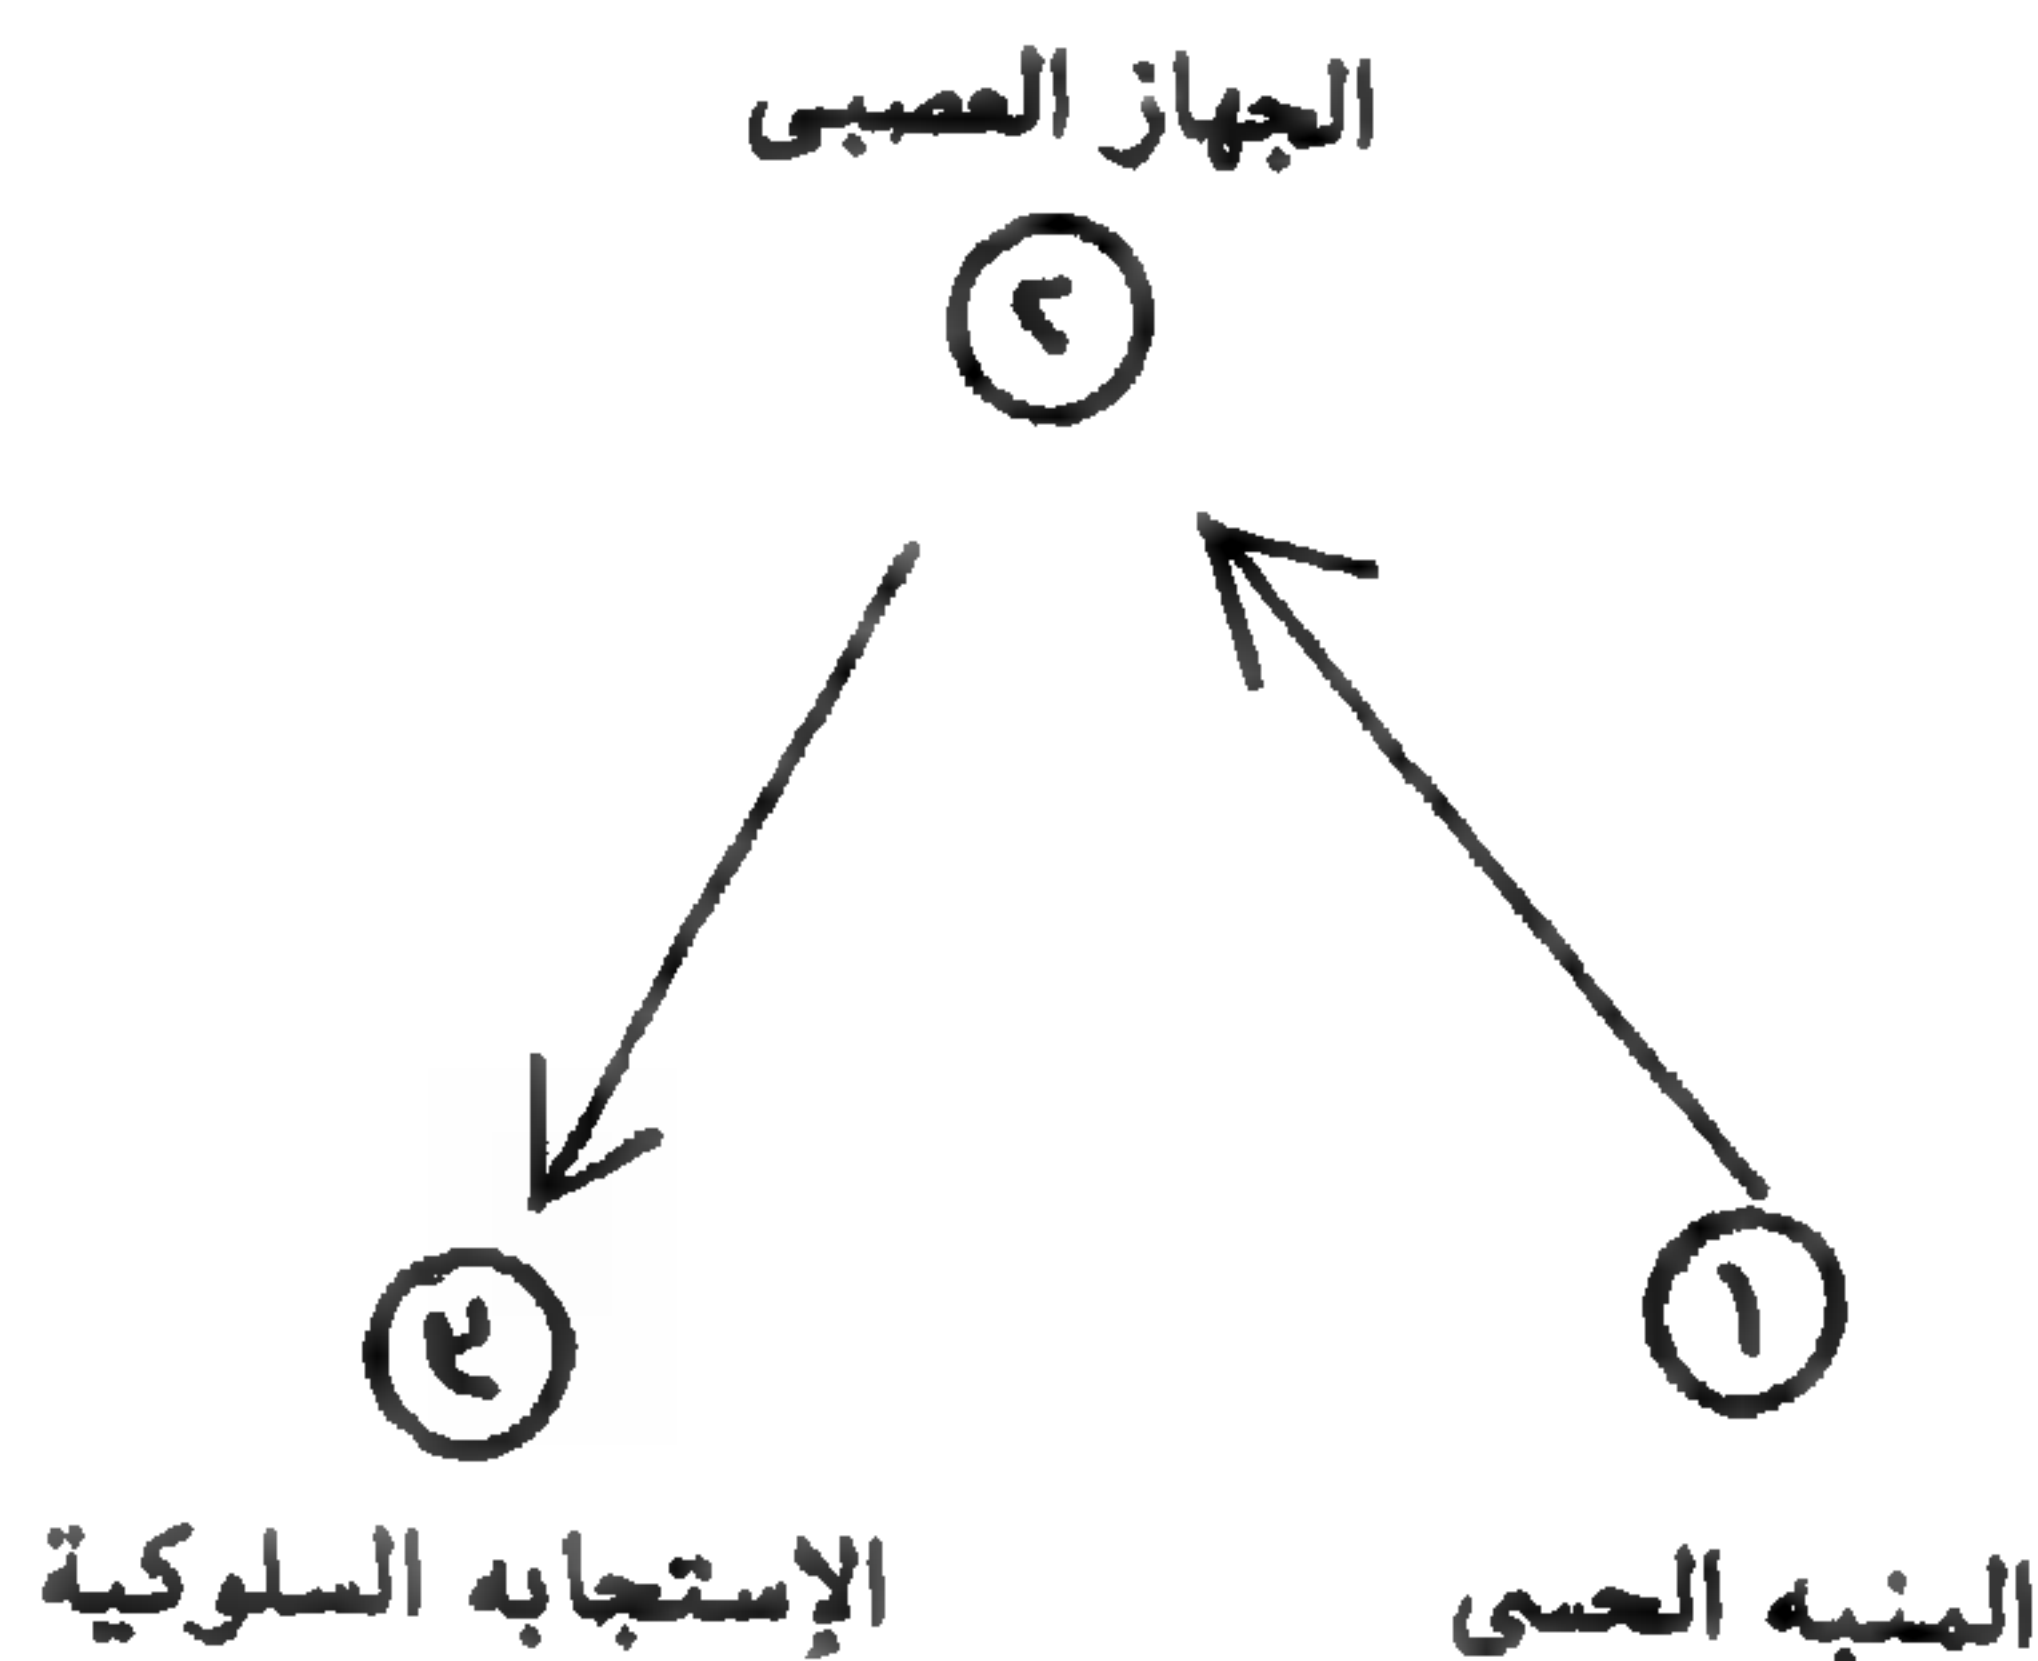 الجهاز العصبى
٢
١
٣
المنبه الحسى
الإستجابه السلوكية